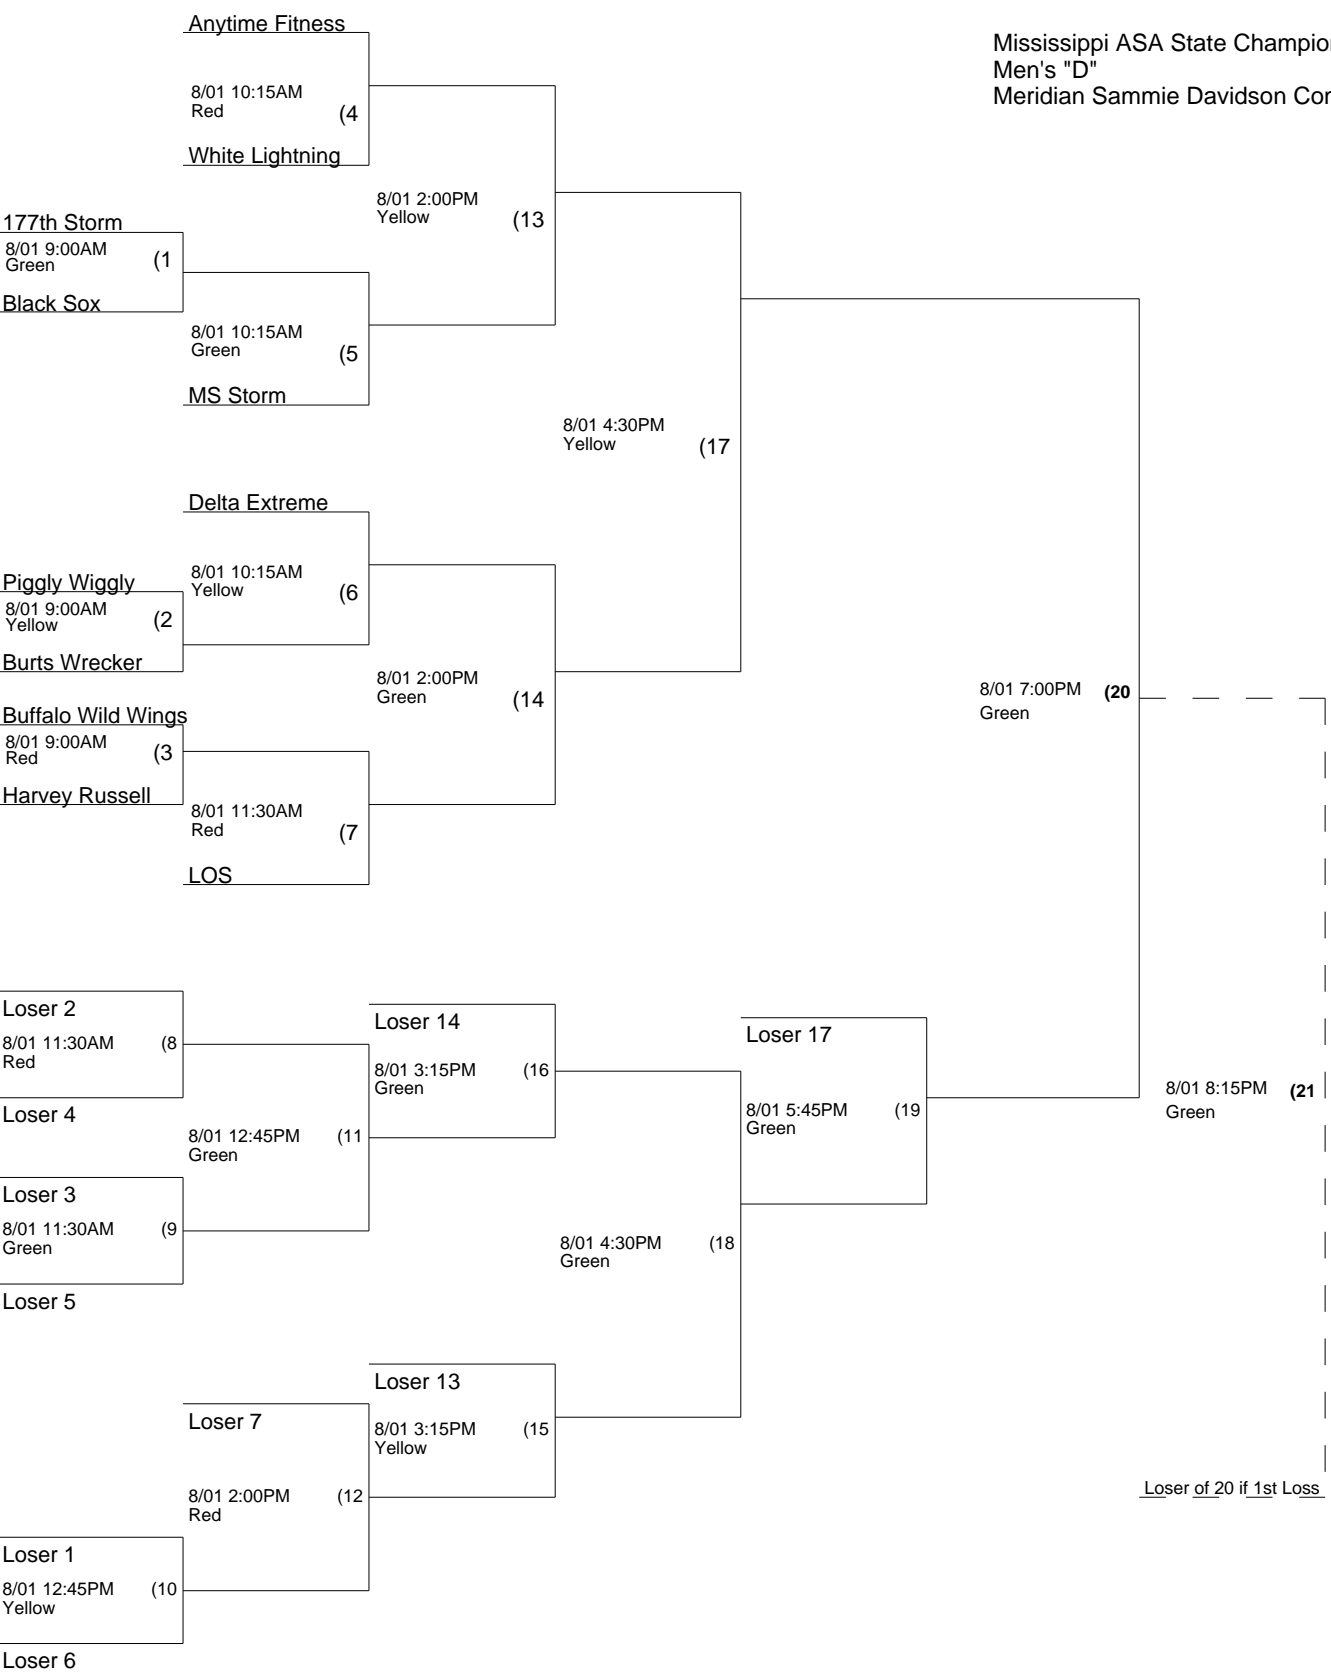 Mississippi ASA State Champion
Men's "D"
Meridian Sammie Davidson Cor
Anytime Fitness
8/01 10:15AM
Red (4
White Lightning
8/01 2:00PM
Yellow (13
177th Storm
8/01 9:00AM
Green (1
Black Sox
8/01 10:15AM
Green (5
MS Storm
8/01 4:30PM
Yellow (17
Delta Extreme
8/01 10:15AM
Yellow (6
Piggly Wiggly
8/01 9:00AM
Yellow (2
Burts Wrecker
8/01 2:00PM
Green (14
Buffalo Wild Wings
8/01 9:00AM
Red (3
Harvey Russell
8/01 11:30AM
Red (7
LOS
8/01 7:00PM (20
Green
Loser 2
8/01 11:30AM (8
Red
Loser 4
Loser 14
8/01 3:15PM (16
Green
8/01 12:45PM (11
Green
Loser 3
8/01 11:30AM (9
Green
Loser 5
Loser 17
8/01 5:45PM (19
Green
8/01 8:15PM (21
Green
8/01 4:30PM (18
Green
Loser 13
8/01 3:15PM (15
Yellow
Loser 7
8/01 2:00PM (12
Red
Loser 1
8/01 12:45PM (10
Yellow
Loser 6
Loser of 20 if 1st Loss